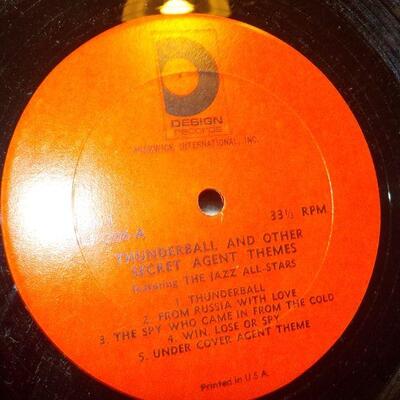 DESIGN
records
PICKWICK INTERNATIONAL, INC.
33⅓ RPM
THUNDERBALL AND OTHER
SECRET AGENT THEMES
featuring THE JAZZ ALL-STARS
1. THUNDERBALL
2. FROM RUSSIA WITH LOVE
3. THE SPY WHO CAME IN FROM THE COLD
4. WIN, LOSE OR SPY
5. UNDER COVER AGENT THEME
Printed in U.S.A.